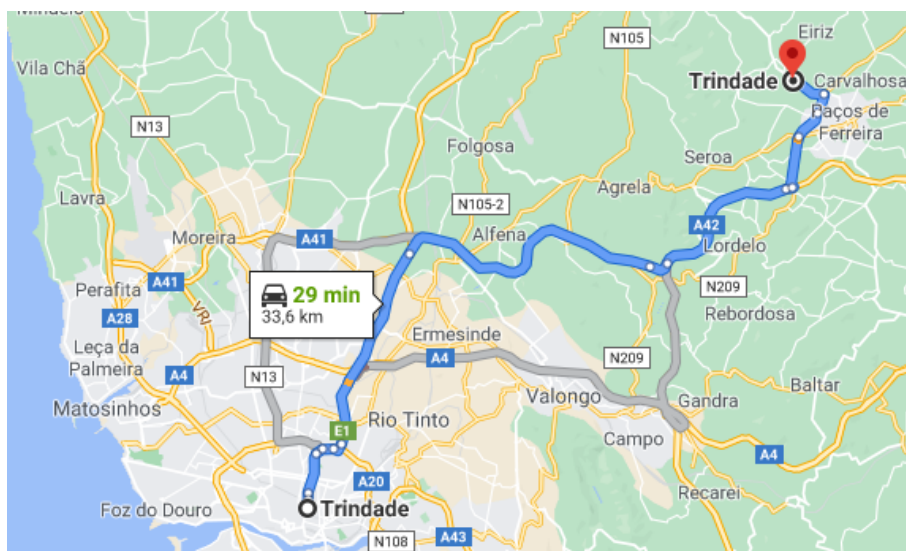 Mindelo
Vila Chã
N13
N105
Eiriz
Trindade
Carvalhosa
Paços de
Ferreira
Folgosa
Seroa
Agrela
Lavra
N105-2
Moreira
A41
Alfena
A42
Lordelo
A41
Perafita
VRI
29 min
33,6 km
N209
Rebordosa
A28
Leça da
Palmeira
Ermesinde
A4
N209
A4
N13
Valongo
Gandra
Baltar
Matosinhos
Rio Tinto
E1
Campo
A4
A20
Recarei
Foz do Douro
Trindade
A43
N108